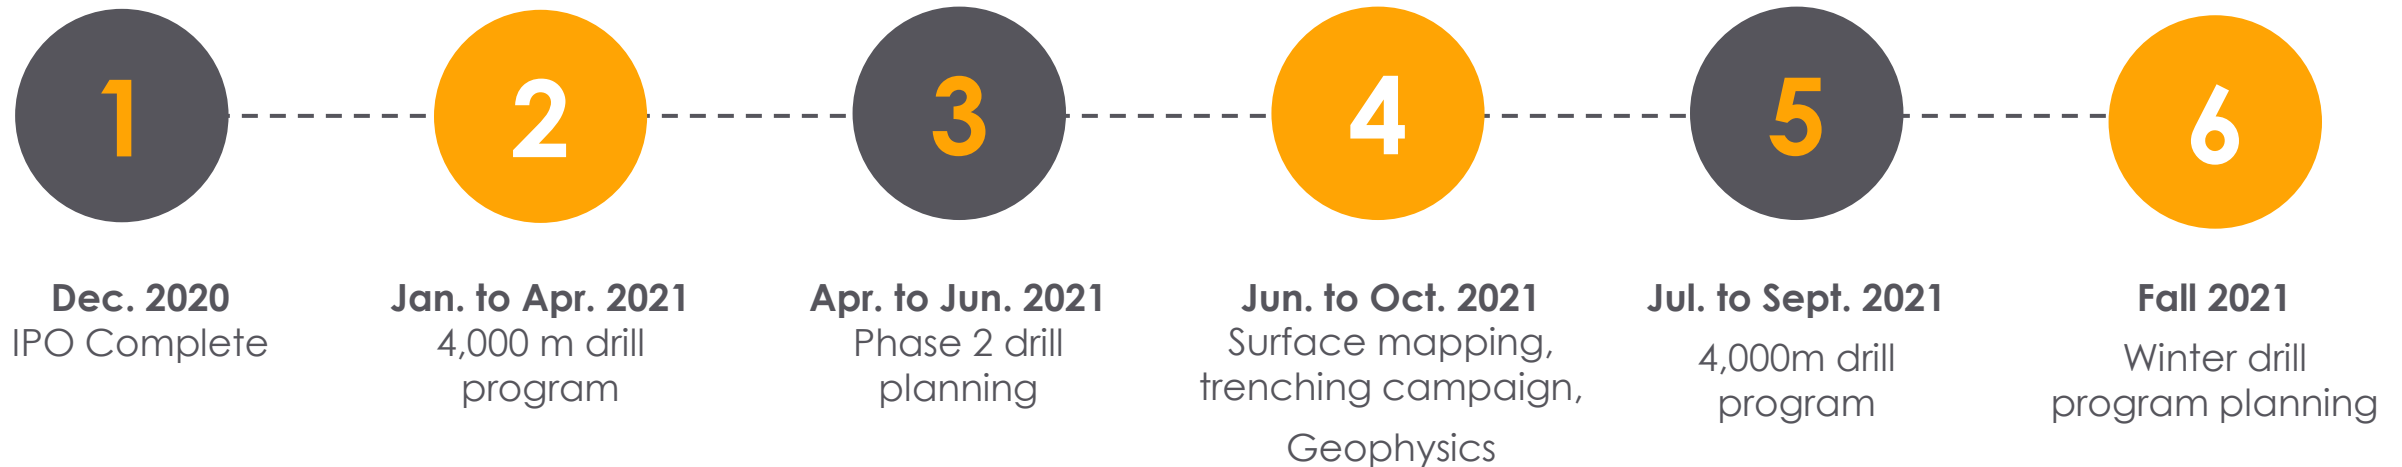 1
Dec. 2020
IPO Complete
2
Jan. to Apr. 2021
4,000 m drill
program
3
Apr. to Jun. 2021
Phase 2 drill
planning
4
Jun. to Oct. 2021
Surface mapping,
trenching campaign,
Geophysics
5
Jul. to Sept. 2021
4,000m drill
program
6
Fall 2021
Winter drill
program planning